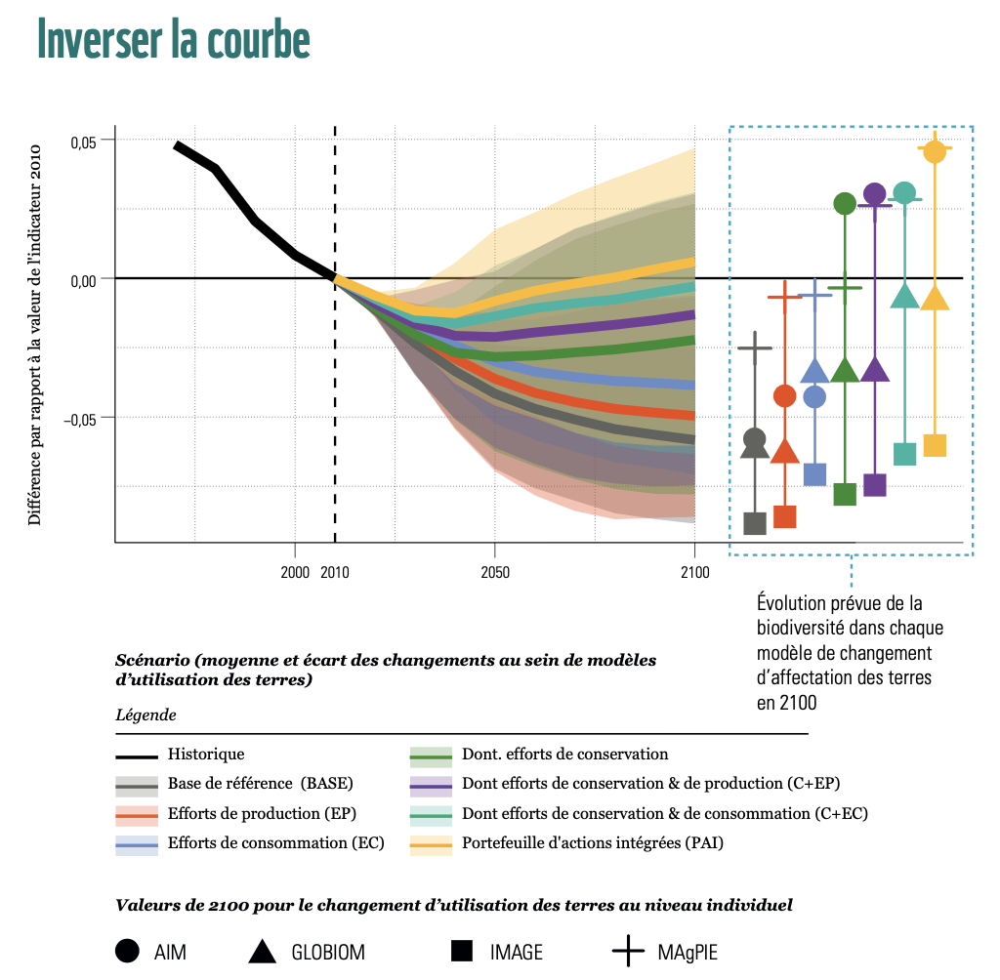 Inverser la courbe
Différence par rapport à la valeur de l'indicateur 2010
0,05
0,00
–0,05
2000 2010 2050 2100
Évolution prévue de la
biodiversité dans chaque
modèle de changement
d'affectation des terres
en 2100
Scénario (moyenne et écart des changements au sein de modèles
d'utilisation des terres)
Légende
Historique
Base de référence (BASE)
Efforts de production (EP)
Efforts de consommation (EC)
Dont. efforts de conservation
Dont efforts de conservation & de production (C+EP)
Dont efforts de conservation & de consommation (C+EC)
Portefeuille d'actions intégrées (PAI)
Valeurs de 2100 pour le changement d'utilisation des terres au niveau individuel
AIM GLOBIOM IMAGE MAgPIE